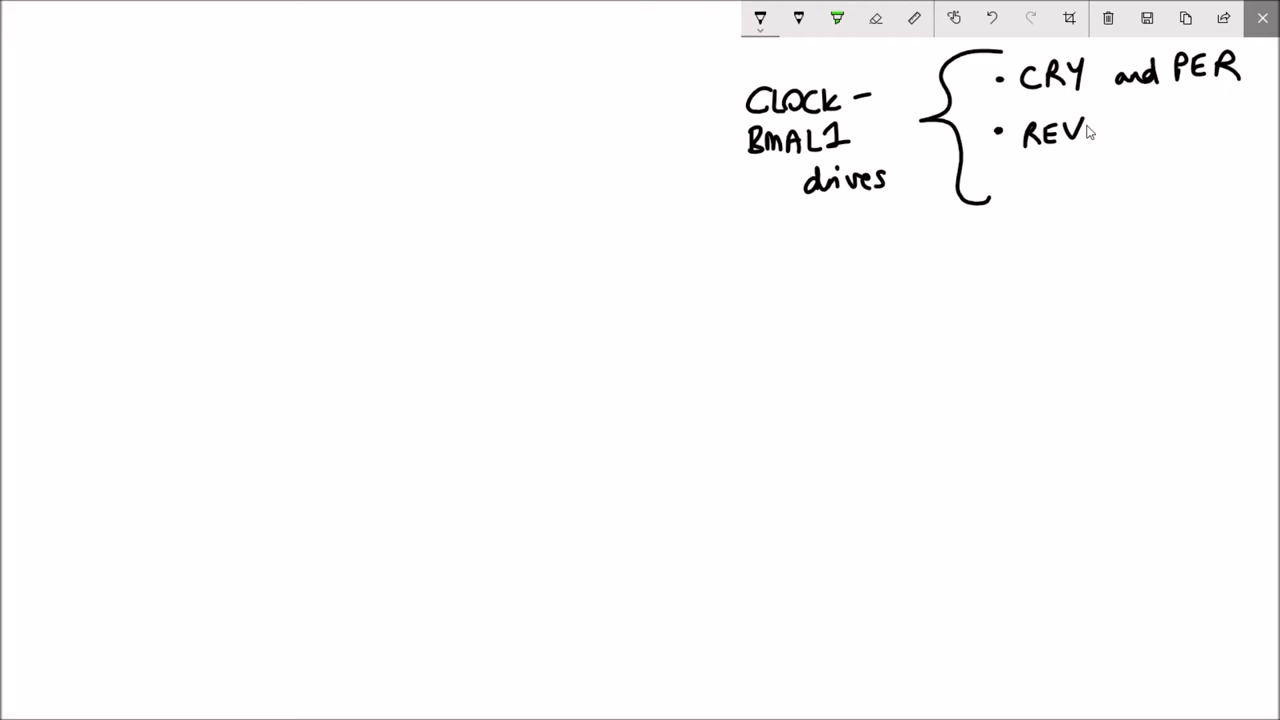 CLOCK -
BMAL1
drives
• CRY and PER
• REV